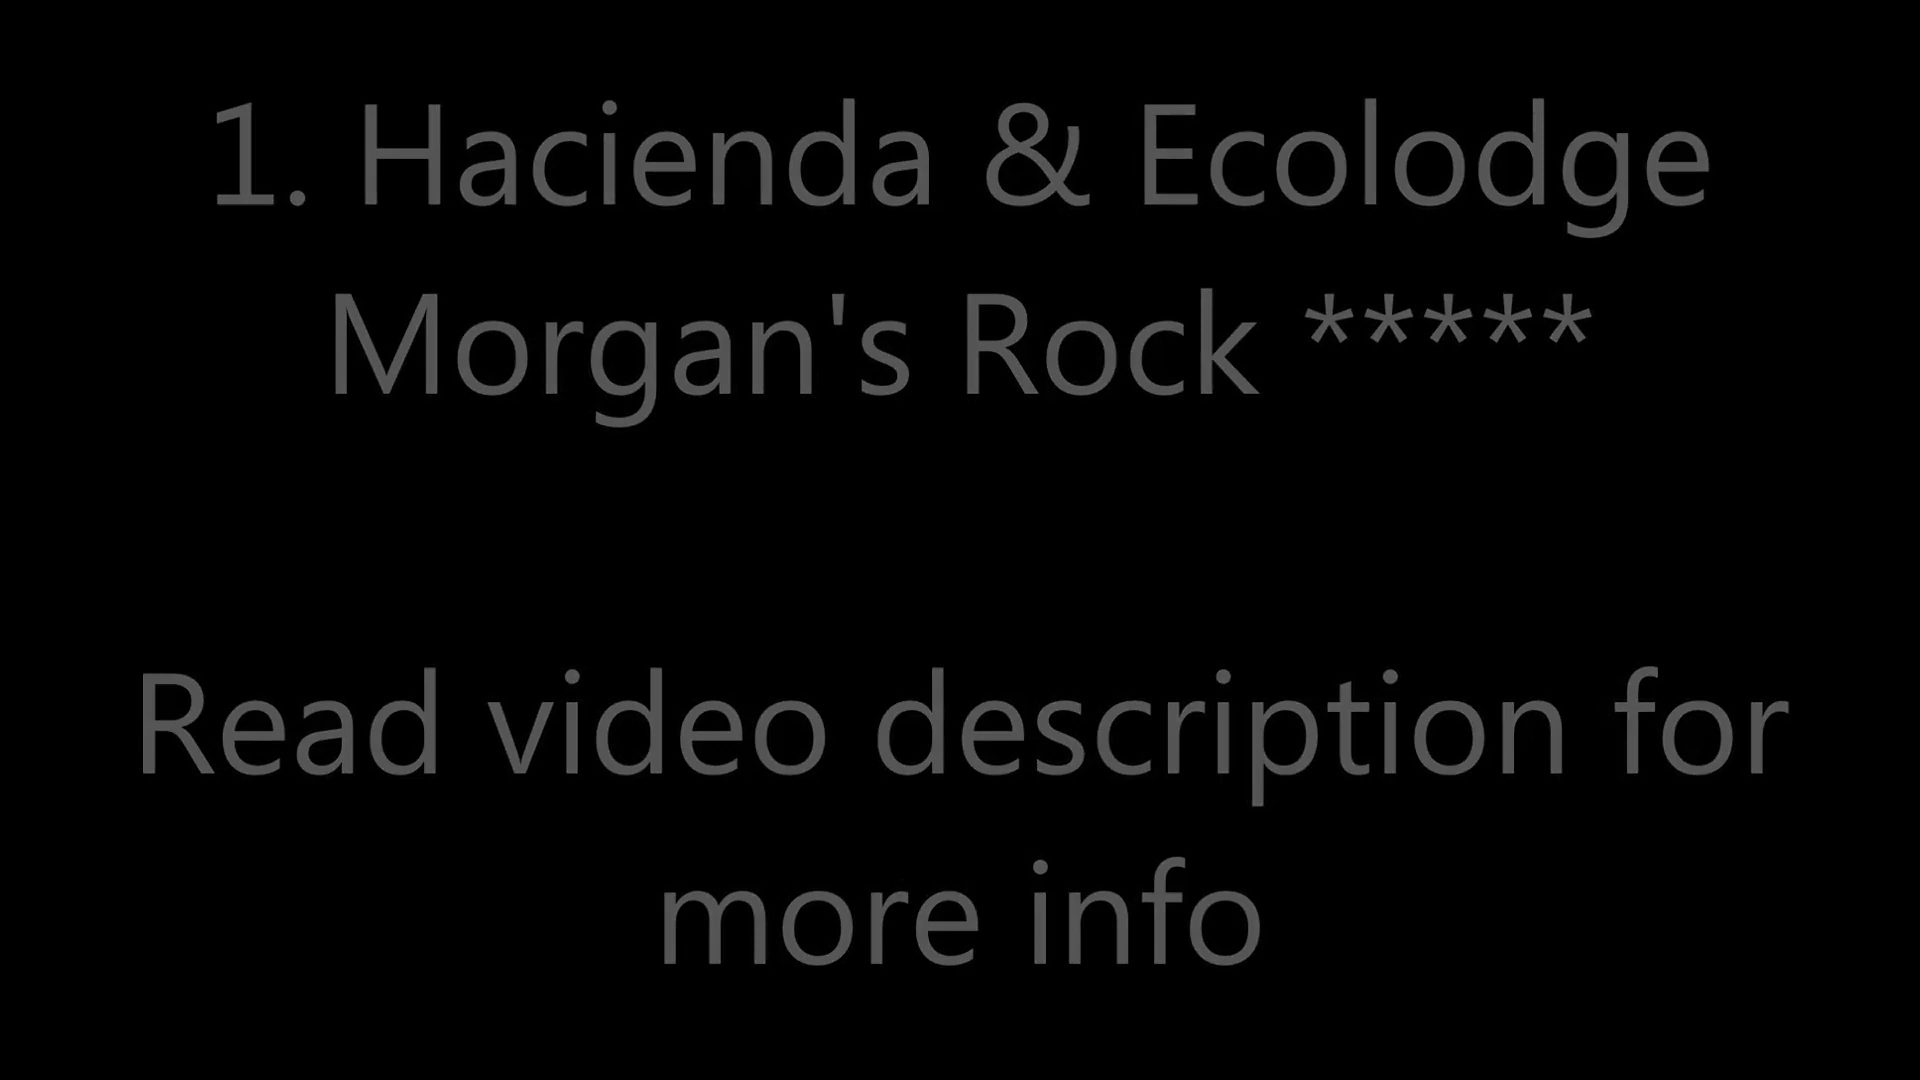 1. Hacienda & Ecolodge
Morgan's Rock *****
Read video description for
more info